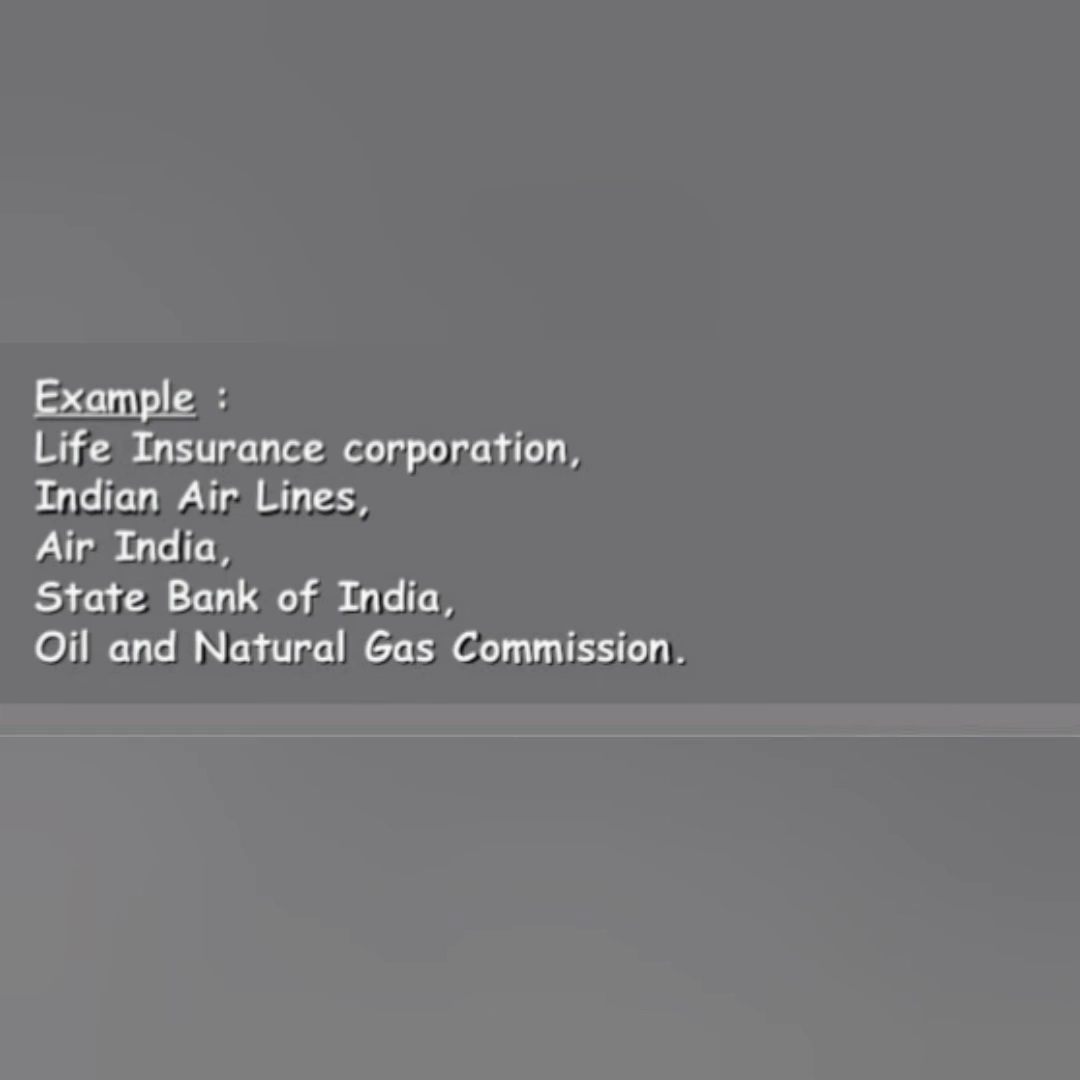 Example :
Life Insurance corporation,
Indian Air Lines,
Air India,
State Bank of India,
Oil and Natural Gas Commission.